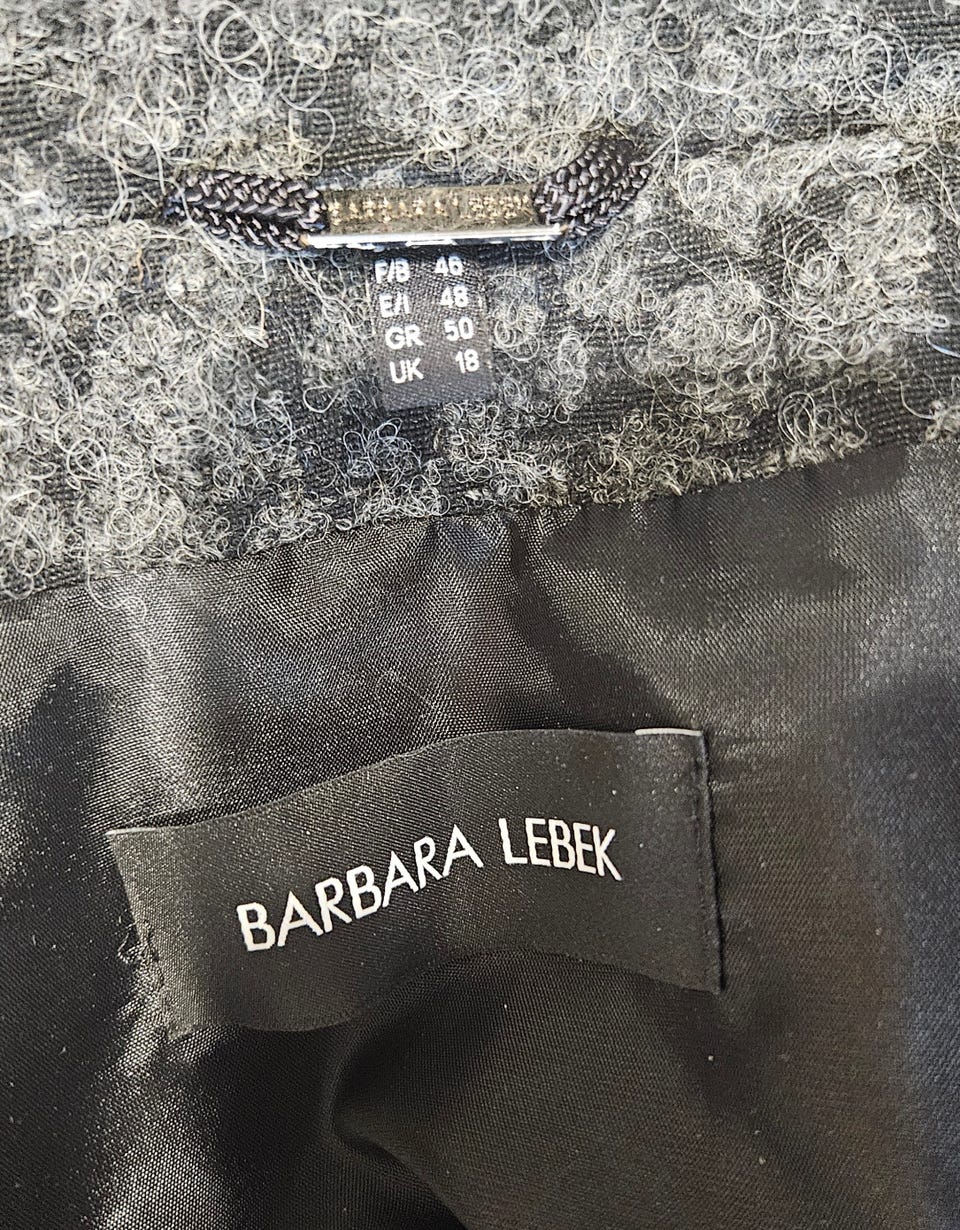 F/B 46
E/I 48
GR 50
UK 18
BARBARA LEBEK